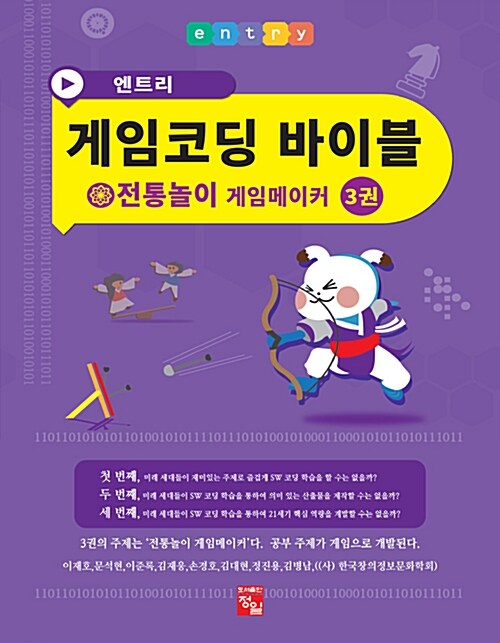 entry
엔트리
게임코딩 바이블
전통놀이 게임메이커 3권
110110101010110101101011010101101010110101011010101101011011
첫 번째, 미래 세대들이 재미있는 주제로 즐겁게 SW 코딩 학습을 할 수는 없을까?
두 번째, 미래 세대들이 SW 코딩 학습을 통하여 의미 있는 산출물을 제작할 수는 없을까?
세 번째, 미래 세대들이 SW 코딩 학습을 통하여 21세기 핵심 역량을 개발할 수는 없을까?
3권의 주제는 '전통놀이 게임메이커'다. 공부 주제가 게임으로 개발된다.
이재호,문석현,이준록,김재웅,손경호,김대현,정진용,김병남,((사) 한국창의정보문화학회)
도서출판
정일